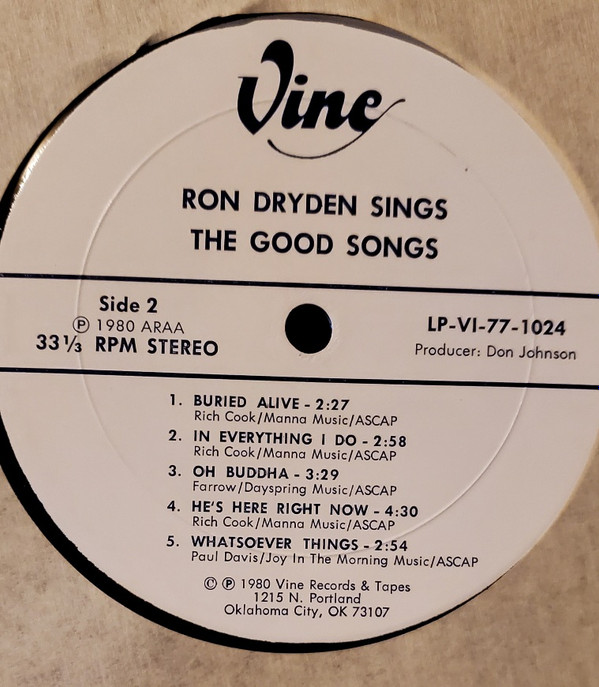 Vine
RON DRYDEN SINGS
THE GOOD SONGS
Side 2
Ⓟ 1980 ARAA
33⅓ RPM STEREO
LP-VI-77-1024
Producer: Don Johnson
1. BURIED ALIVE - 2:27
Rich Cook/Manna Music/ASCAP
2. IN EVERYTHING I DO - 2:58
Rich Cook/Manna Music/ASCAP
3. OH BUDDHA - 3:29
Farrow/Dayspring Music/ASCAP
4. HE'S HERE RIGHT NOW - 4:30
Rich Cook/Manna Music/ASCAP
5. WHATSOEVER THINGS - 2:54
Paul Davis/Joy In The Morning Music/ASCAP
© Ⓟ 1980 Vine Records & Tapes
1215 N. Portland
Oklahoma City, OK 73107